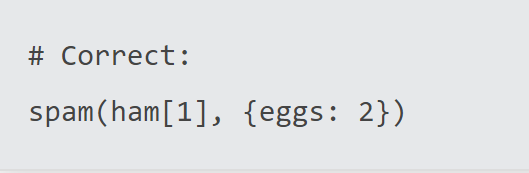 # Correct:
spam(ham[1], {eggs: 2})